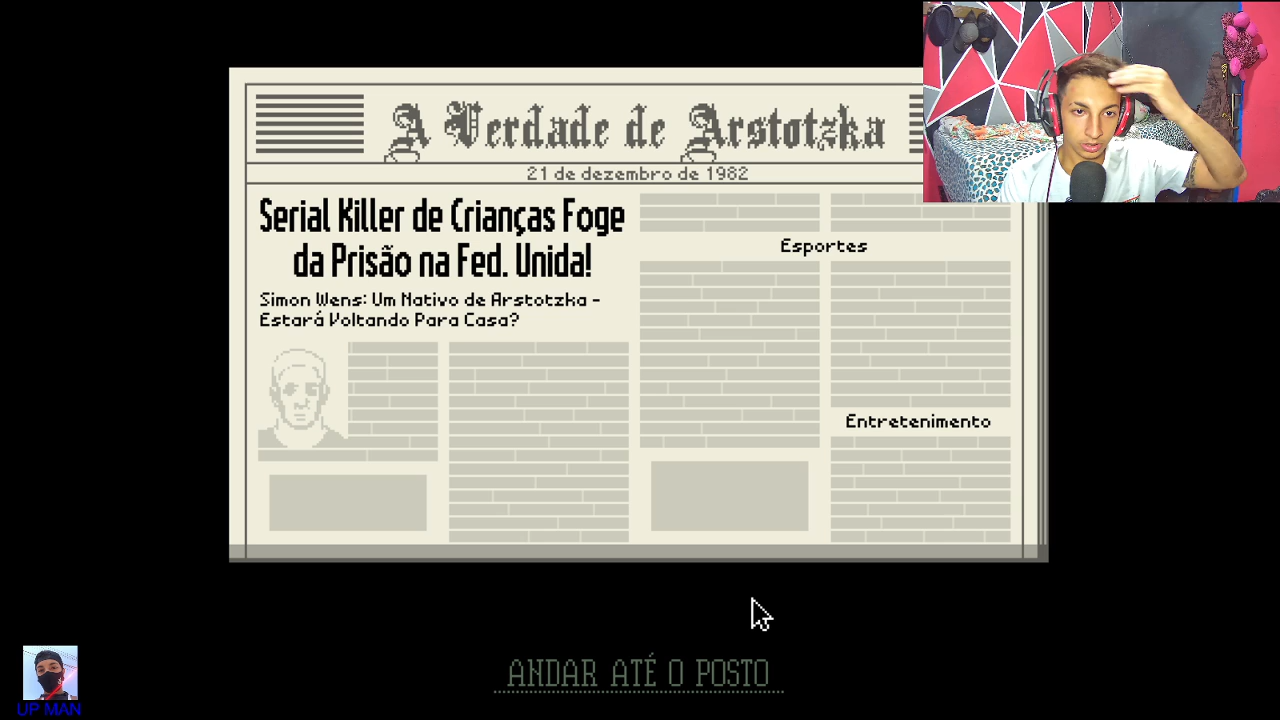 A Verdade de Arstotzka
21 de dezembro de 1982
Serial Killer de Crianças Foge
da Prisão na Fed. Unida!
Simon Wens: Um Nativo de Arstotzka -
Estará Voltando Para Casa?
Esportes
Entretenimento
ANDAR ATÉ O POSTO
UP MAN